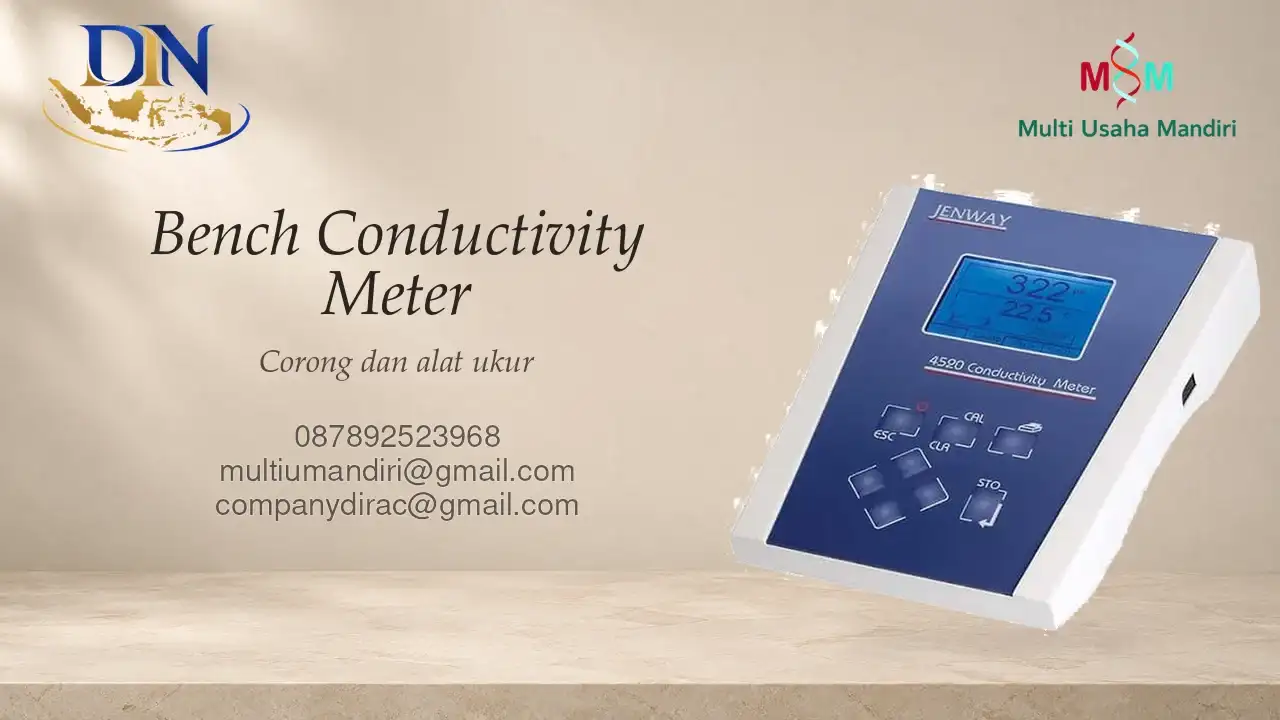 DIN
MSM
Multi Usaha Mandiri
Bench Conductivity
Meter
Corong dan alat ukur
087892523968
multiumandiri@gmail.com
companydirac@gmail.com
JENWAY
322
22.5
4520 Conductivity Meter
ESC
CAL
CLR
STO